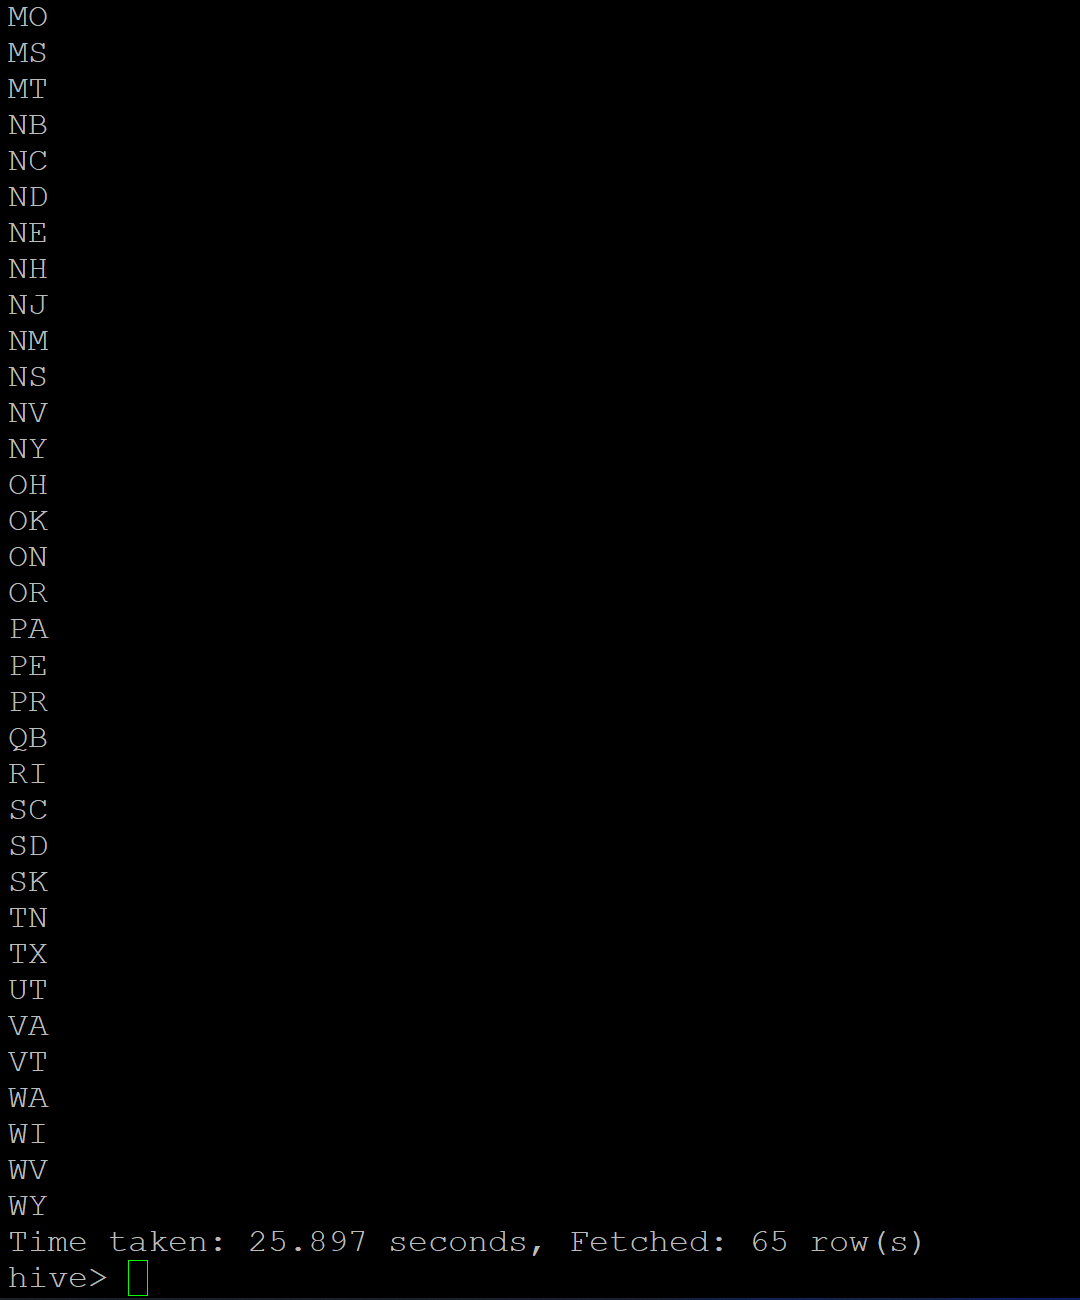 MO
MS
MT
NB
NC
ND
NE
NH
NJ
NM
NS
NV
NY
OH
OK
ON
OR
PA
PE
PR
QB
RI
SC
SD
SK
TN
TX
UT
VA
VT
WA
WI
WV
WY
Time taken: 25.897 seconds, Fetched: 65 row(s)
hive>